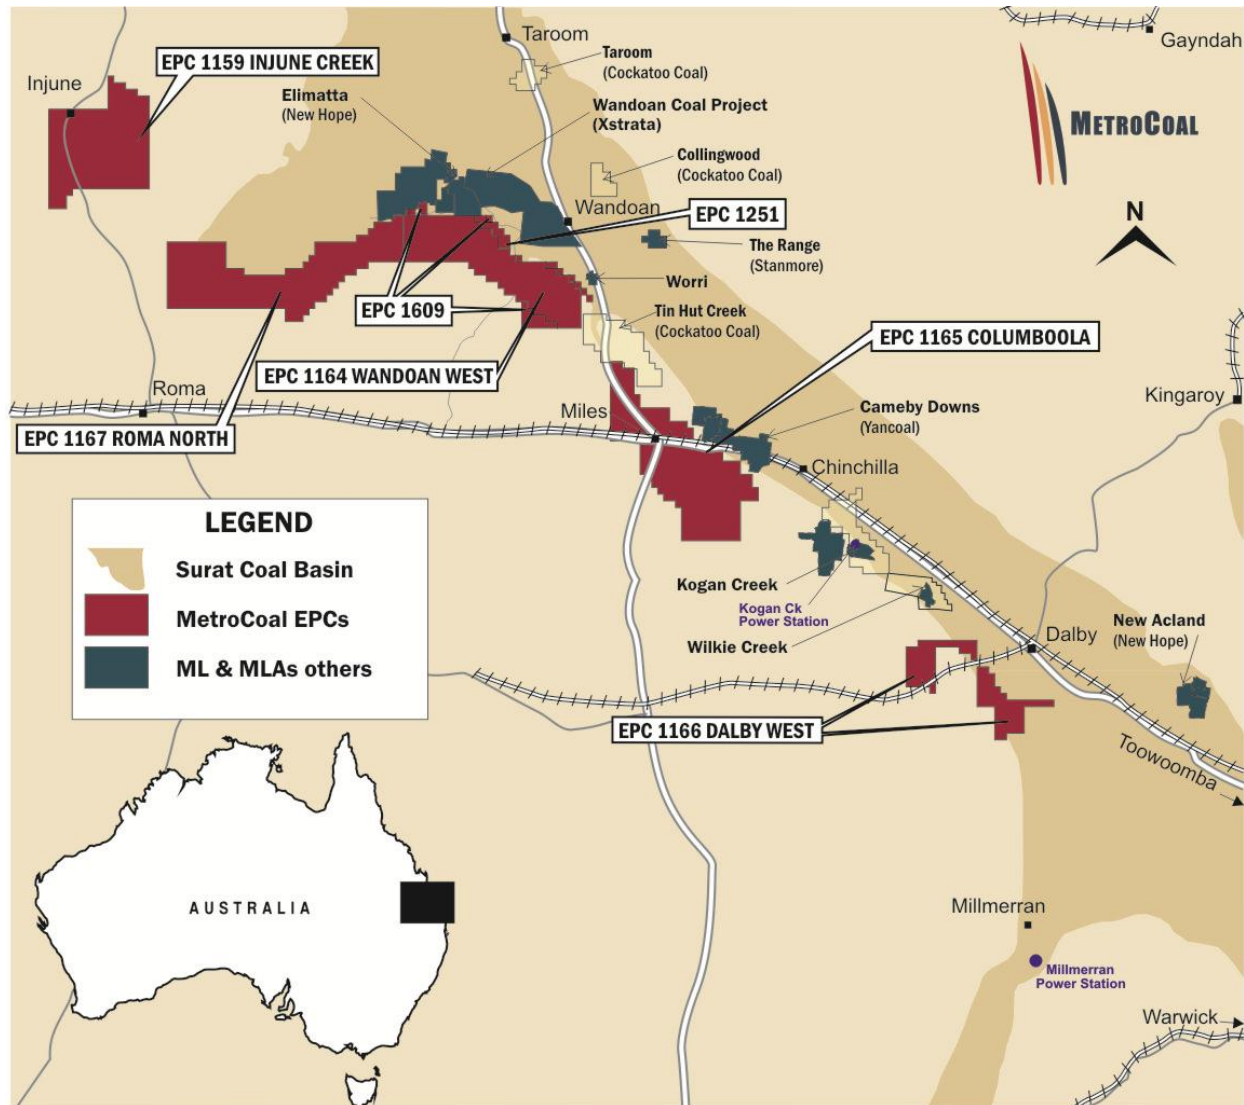 Taroom
Gayndah
EPC 1159 INJUNE CREEK
Taroom
(Cockatoo Coal)
Injune
Elimatta
(New Hope)
Wandoan Coal Project
(Xstrata)
METROCOAL
Collingwood
(Cockatoo Coal)
Wandoan
EPC 1251
N
The Range
(Stanmore)
Worri
EPC 1609
Tin Hut Creek
(Cockatoo Coal)
EPC 1165 COLUMBOOLA
EPC 1164 WANDOAN WEST
Roma
Kingaroy
Miles
Cameby Downs
(Yancoal)
EPC 1167 ROMA NORTH
Chinchilla
LEGEND
Surat Coal Basin
MetroCoal EPCs
ML & MLAs others
Kogan Creek
Kogan Ck
Power Station
Wilkie Creek
Dalby
New Acland
(New Hope)
EPC 1166 DALBY WEST
Toowoomba
AUSTRALIA
Millmerran
Millmerran
Power Station
Warwick